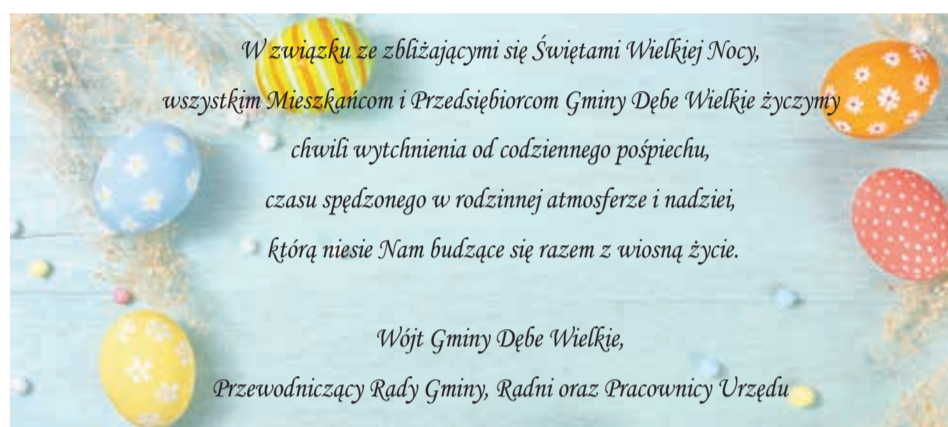 W związku ze zbliżającymi się Świętami Wielkiej Nocy,
wszystkim Mieszkańcom i Przedsiębiorcom Gminy Dębe Wielkie życzymy
chwili wytchnienia od codziennego pośpiechu,
czasu spędzonego w rodzinnej atmosferze i nadziei,
którą niesie Nam budzące się razem z wiosną życie.
Wójt Gminy Dębe Wielkie,
Przewodniczący Rady Gminy, Radni oraz Pracownicy Urzędu